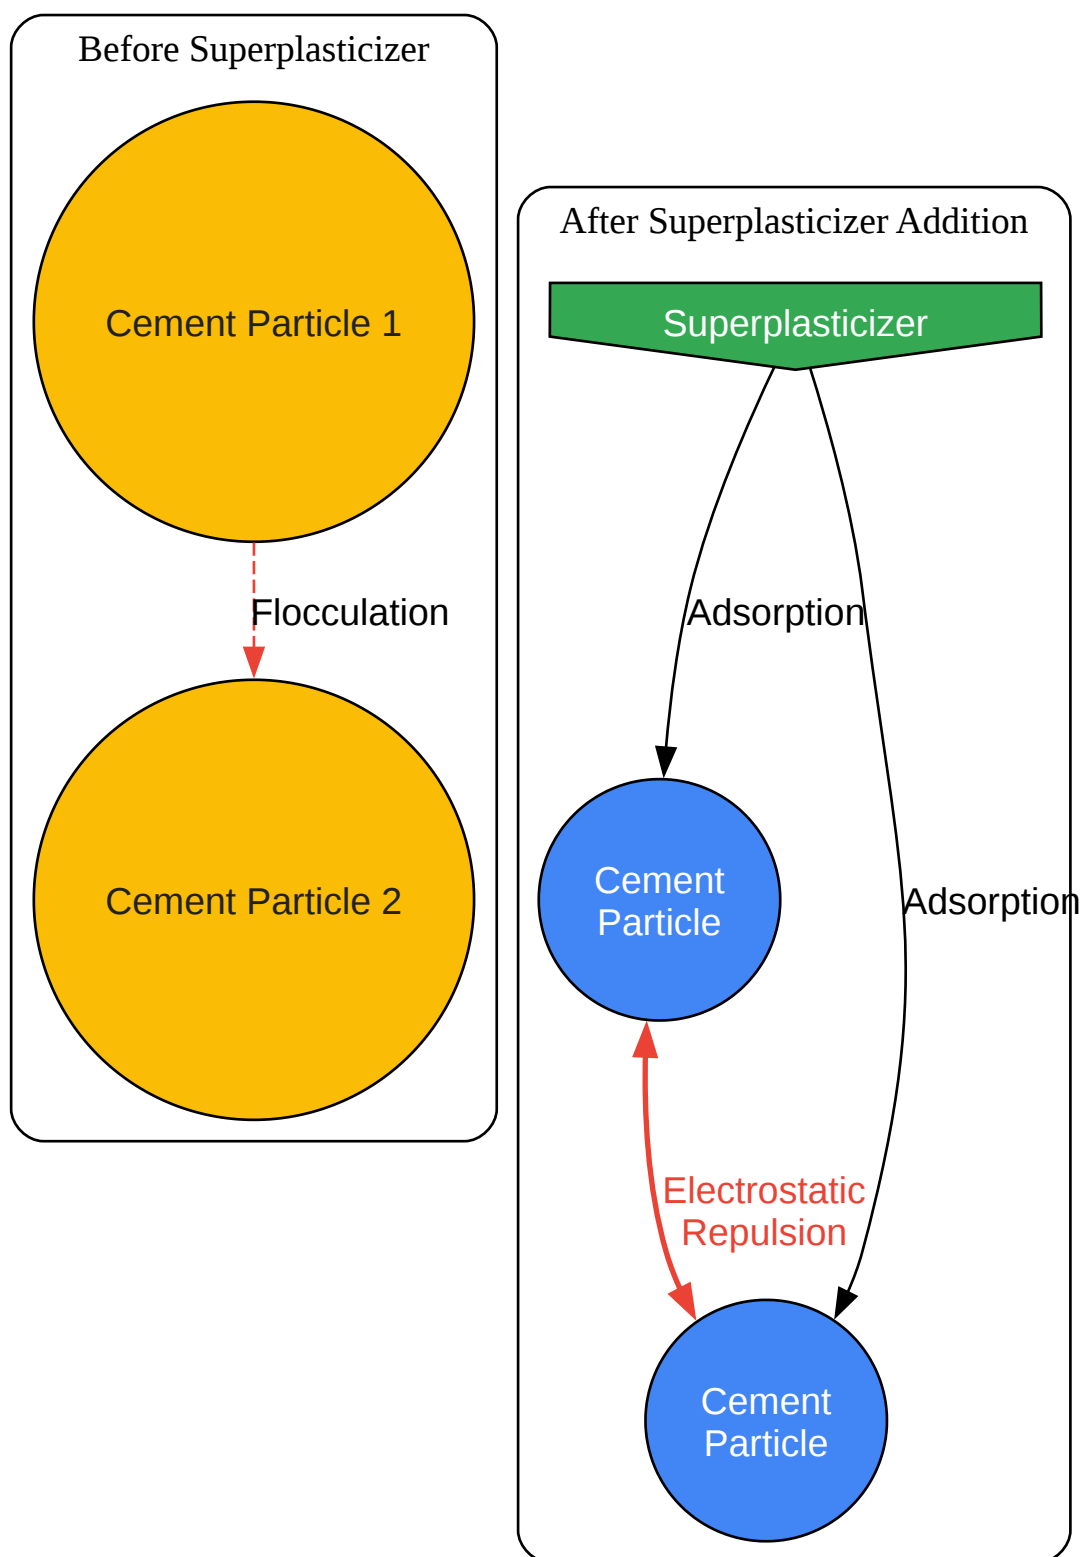 Before Superplasticizer
Cement Particle 1
Flocculation
Cement Particle 2
After Superplasticizer Addition
Superplasticizer
Adsorption
Cement
Particle
Adsorption
Electrostatic
Repulsion
Cement
Particle